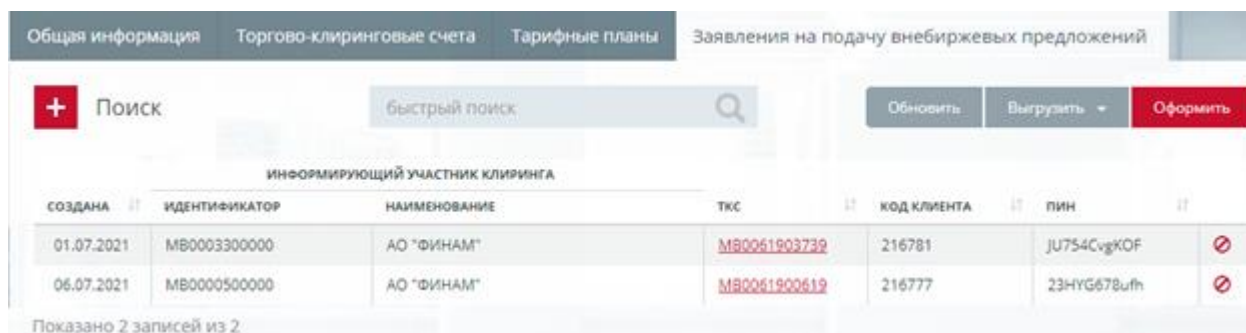 Общая информация Торгово-клиринговые счета Тарифные планы Заявления на подачу внебиржевых предложений
+ Поиск быстрый поиск Обновить Выгрузить Оформить
ИНФОРМИРУЮЩИЙ УЧАСТНИК КЛИРИНГА
СОЗДАНА ИДЕНТИФИКАТОР НАИМЕНОВАНИЕ ТКС КОД КЛИЕНТА ПИН
01.07.2021 MB0003300000 АО "ФИНАМ" MB0061903739 216781 JU754CvgKOF
06.07.2021 MB0000500000 АО "ФИНАМ" MB0061900619 216777 23HYG678ufh
Показано 2 записей из 2